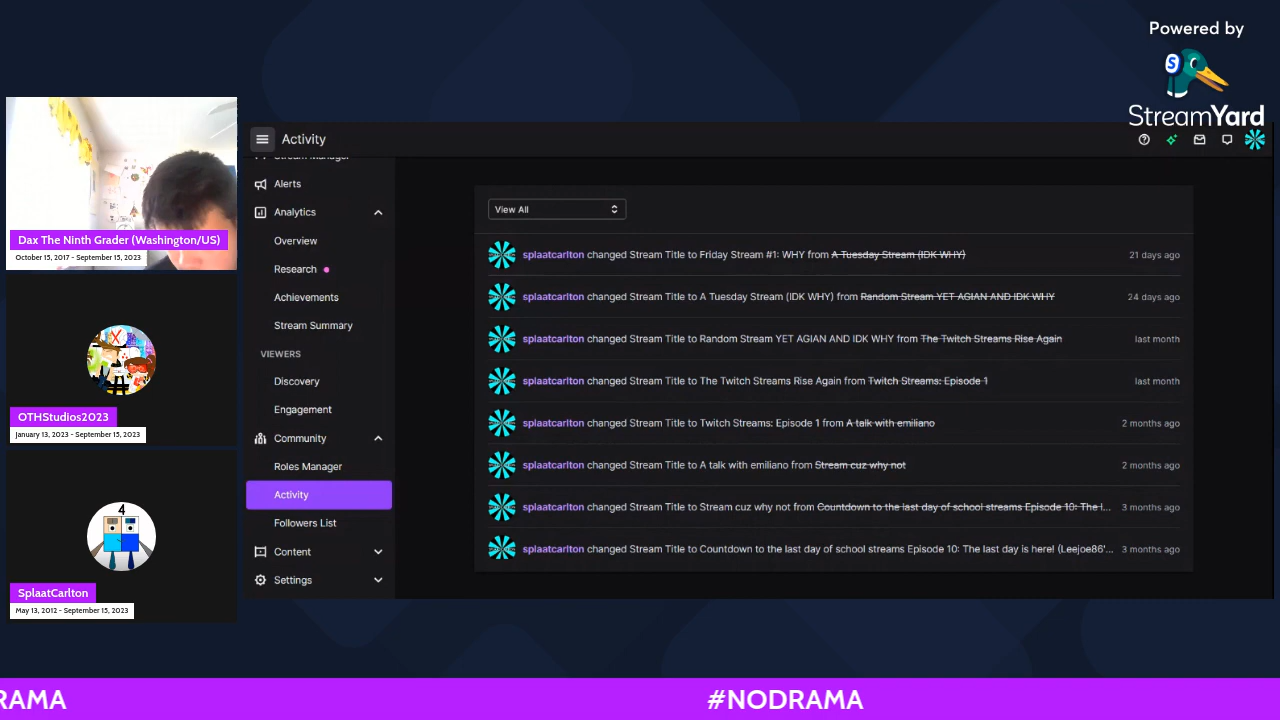 Powered by
StreamYard
Dax The Ninth Grader (Washington/US)
October 15, 2017 - September 15, 2023
OTHStudios2023
January 13, 2023 - September 15, 2023
4
SplaatCarlton
May 13, 2012 - September 15, 2023
Activity
Stream Manager
Alerts
Analytics
Overview
Research
Achievements
Stream Summary
VIEWERS
Discovery
Engagement
Community
Roles Manager
Activity
Followers List
Content
Settings
View All
splaatcarlton changed Stream Title to Friday Stream #1: WHY from A Tuesday Stream (IDK WHY) 21 days ago
splaatcarlton changed Stream Title to A Tuesday Stream (IDK WHY) from Random Stream YET AGIAN AND IDK WHY 24 days ago
splaatcarlton changed Stream Title to Random Stream YET AGIAN AND IDK WHY from The Twitch Streams Rise Again last month
splaatcarlton changed Stream Title to The Twitch Streams Rise Again from Twitch Streams: Episode 1 last month
splaatcarlton changed Stream Title to Twitch Streams: Episode 1 from A talk with emiliano 2 months ago
splaatcarlton changed Stream Title to A talk with emiliano from Stream cuz why not 2 months ago
splaatcarlton changed Stream Title to Stream cuz why not from Countdown to the last day of school streams Episode 10: The l... 3 months ago
splaatcarlton changed Stream Title to Countdown to the last day of school streams Episode 10: The last day is here! (Leejoe86'... 3 months ago
RAMA
#NODRAMA